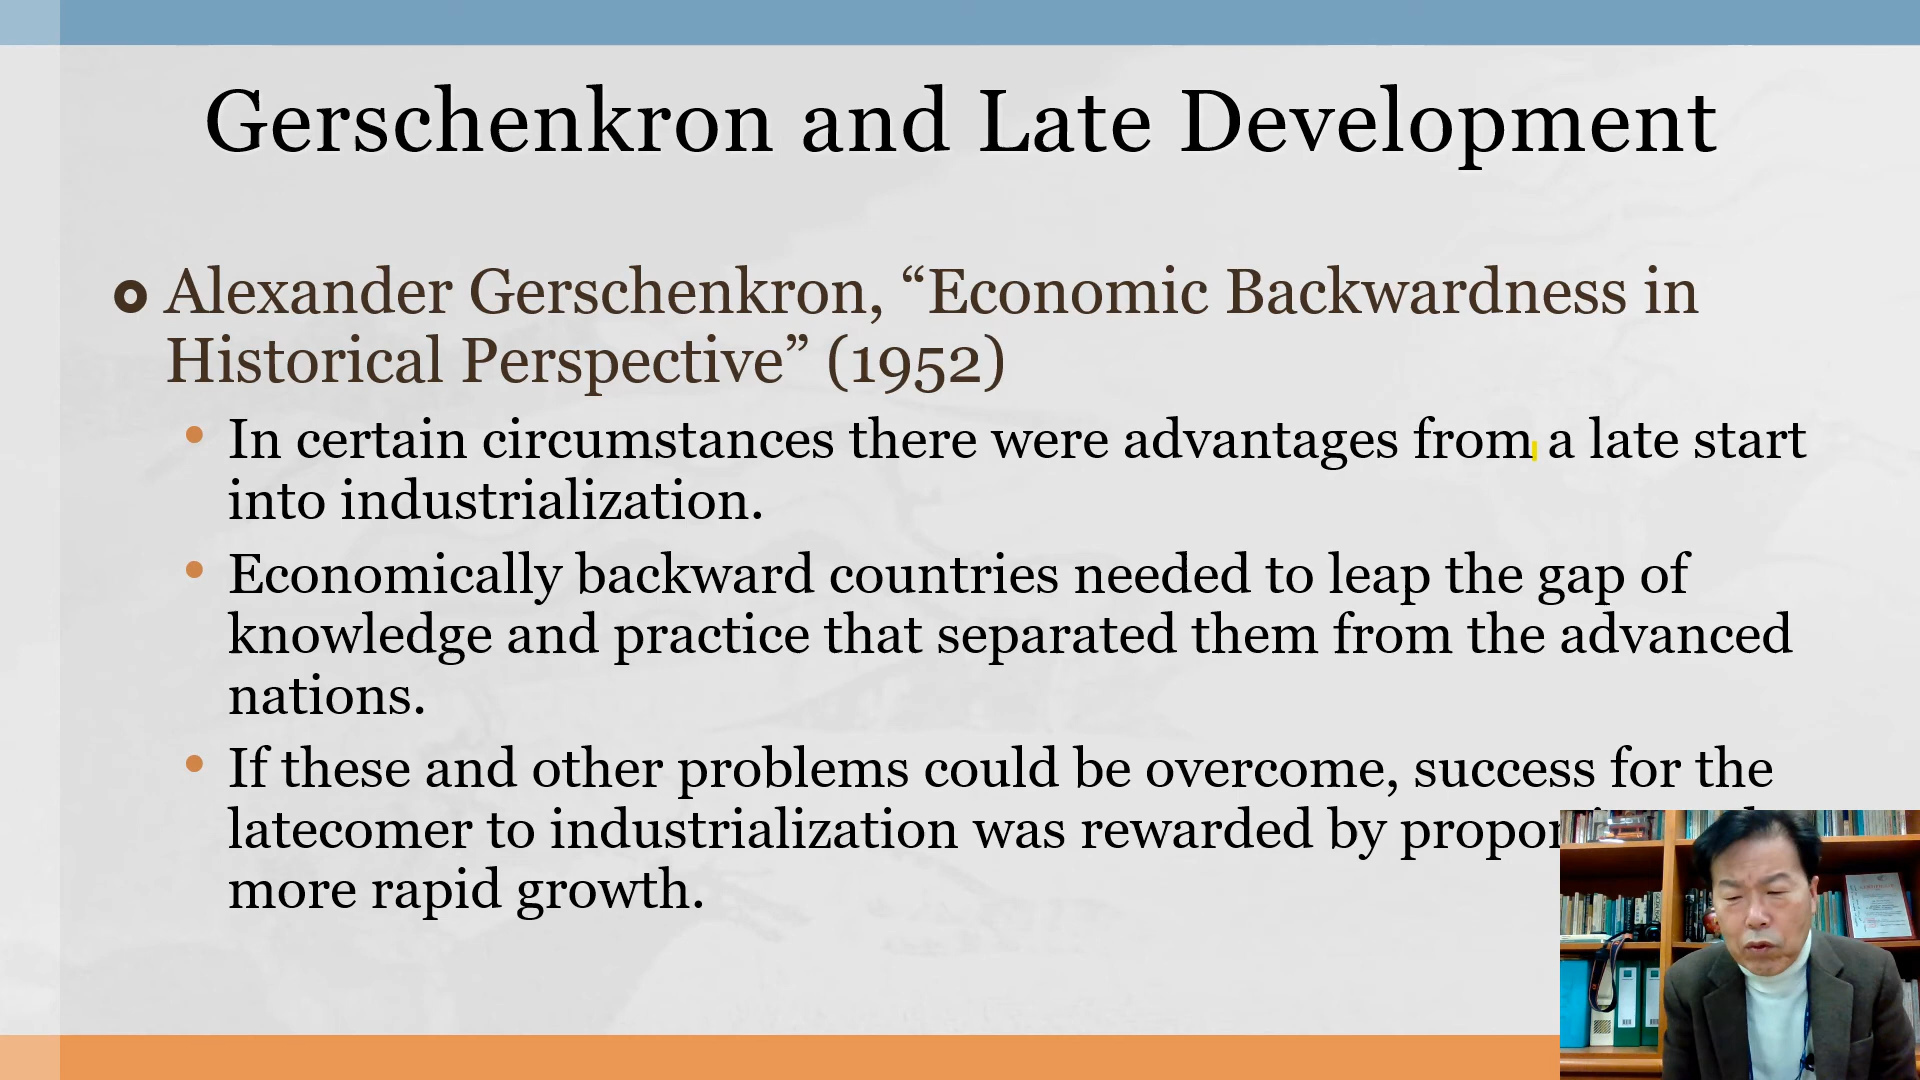 Gerschenkron and Late Development
Alexander Gerschenkron, “Economic Backwardness in
Historical Perspective” (1952)
In certain circumstances there were advantages from a late start
into industrialization.
Economically backward countries needed to leap the gap of
knowledge and practice that separated them from the advanced
nations.
If these and other problems could be overcome, success for the
latecomer to industrialization was rewarded by
more rapid growth.